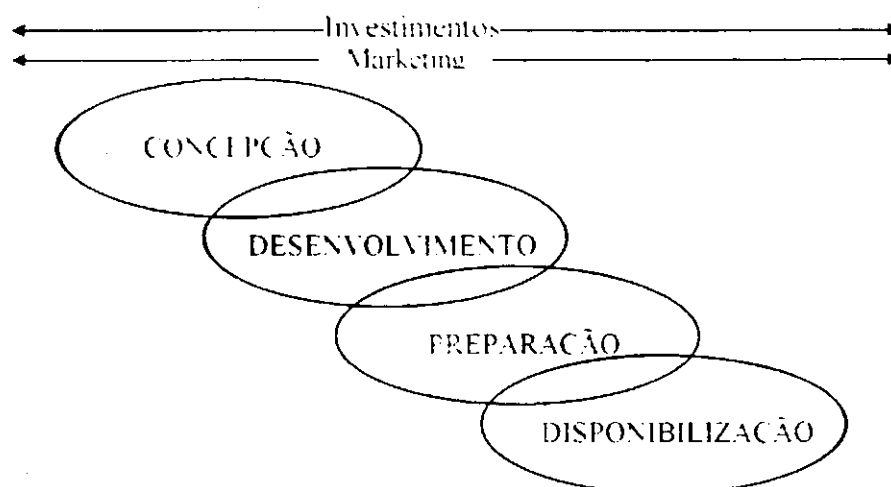 Investimentos
Marketing
CONCEPÇÃO
DESENVOLVIMENTO
PREPARAÇÃO
DISPONIBILIZAÇÃO